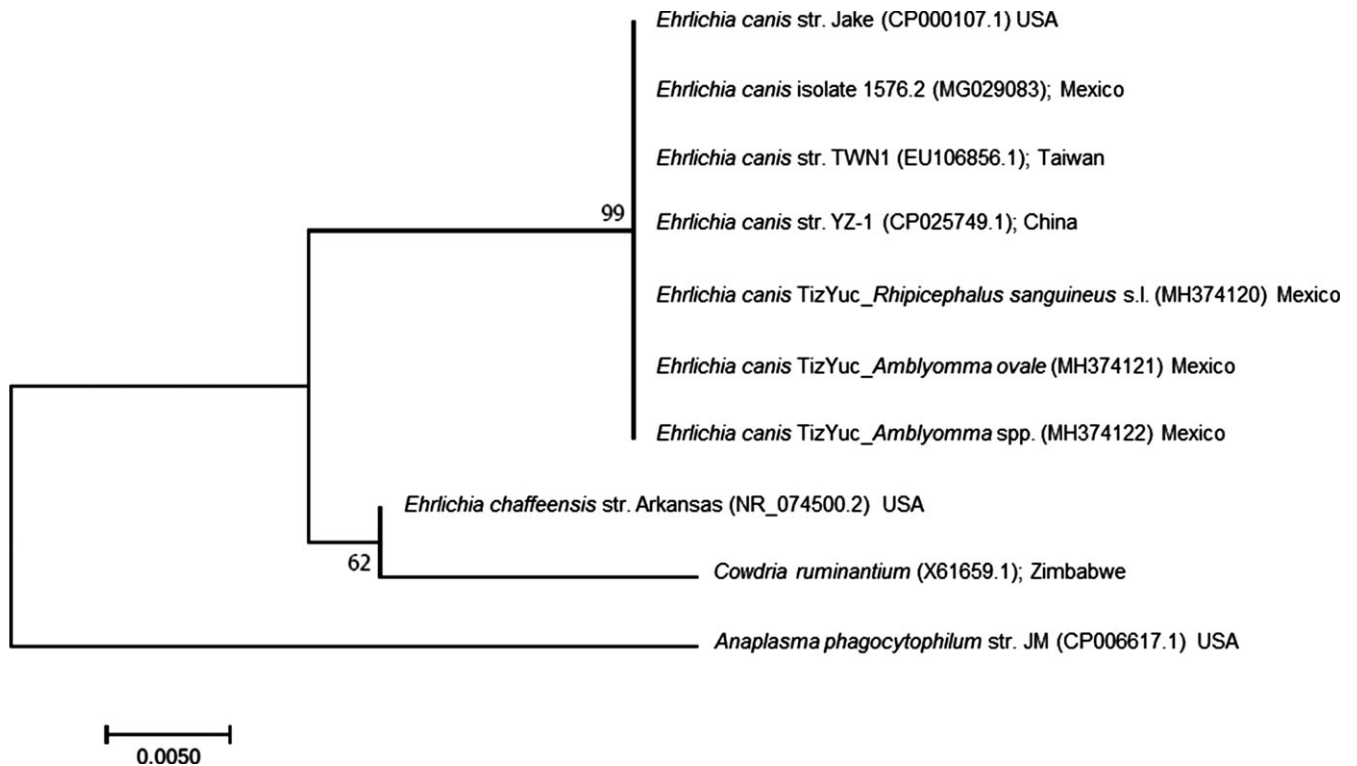 Ehrlichia canis str. Jake (CP000107.1) USA
Ehrlichia canis isolate 1576.2 (MG029083); Mexico
Ehrlichia canis str. TWN1 (EU106856.1); Taiwan
99
Ehrlichia canis str. YZ-1 (CP025749.1); China
Ehrlichia canis TizYuc_Rhipicephalus sanguineus s.l. (MH374120) Mexico
Ehrlichia canis TizYuc_Amblyomma ovale (MH374121) Mexico
Ehrlichia canis TizYuc_Amblyomma spp. (MH374122) Mexico
Ehrlichia chaffeensis str. Arkansas (NR_074500.2) USA
62
Cowdria ruminantium (X61659.1); Zimbabwe
Anaplasma phagocytophilum str. JM (CP006617.1) USA
0.0050